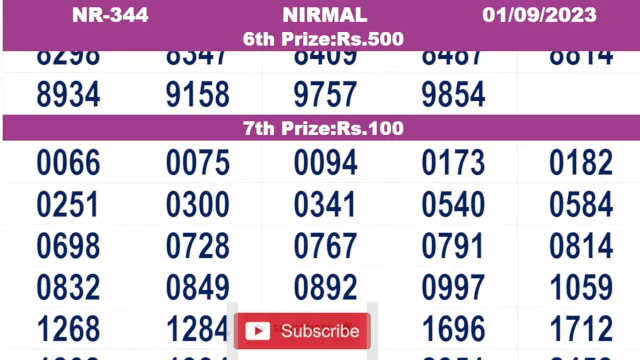 NR-344 NIRMAL 01/09/2023
6th Prize:Rs.500
8298 8347 8409 8487 8814
8934 9158 9757 9854
7th Prize:Rs.100
0066 0075 0094 0173 0182
0251 0300 0341 0540 0584
0698 0728 0767 0791 0814
0832 0849 0892 0997 1059
1268 1284 1696 1712
Subscribe